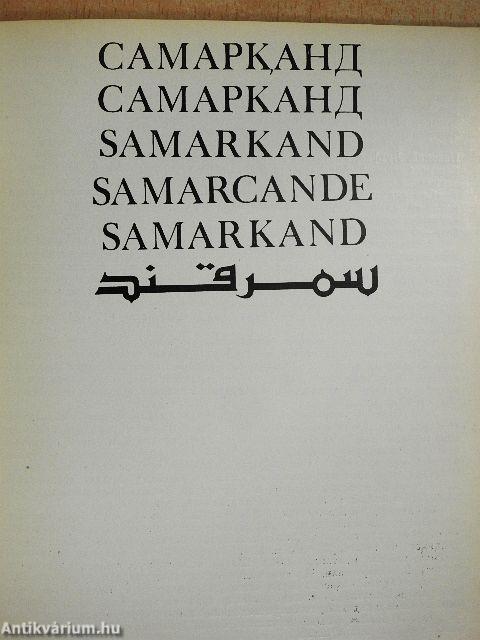 САМАРҚАНД
САМАРКАНД
SAMARKAND
SAMARCANDE
SAMARKAND
سمرقند
Antikvárium.hu